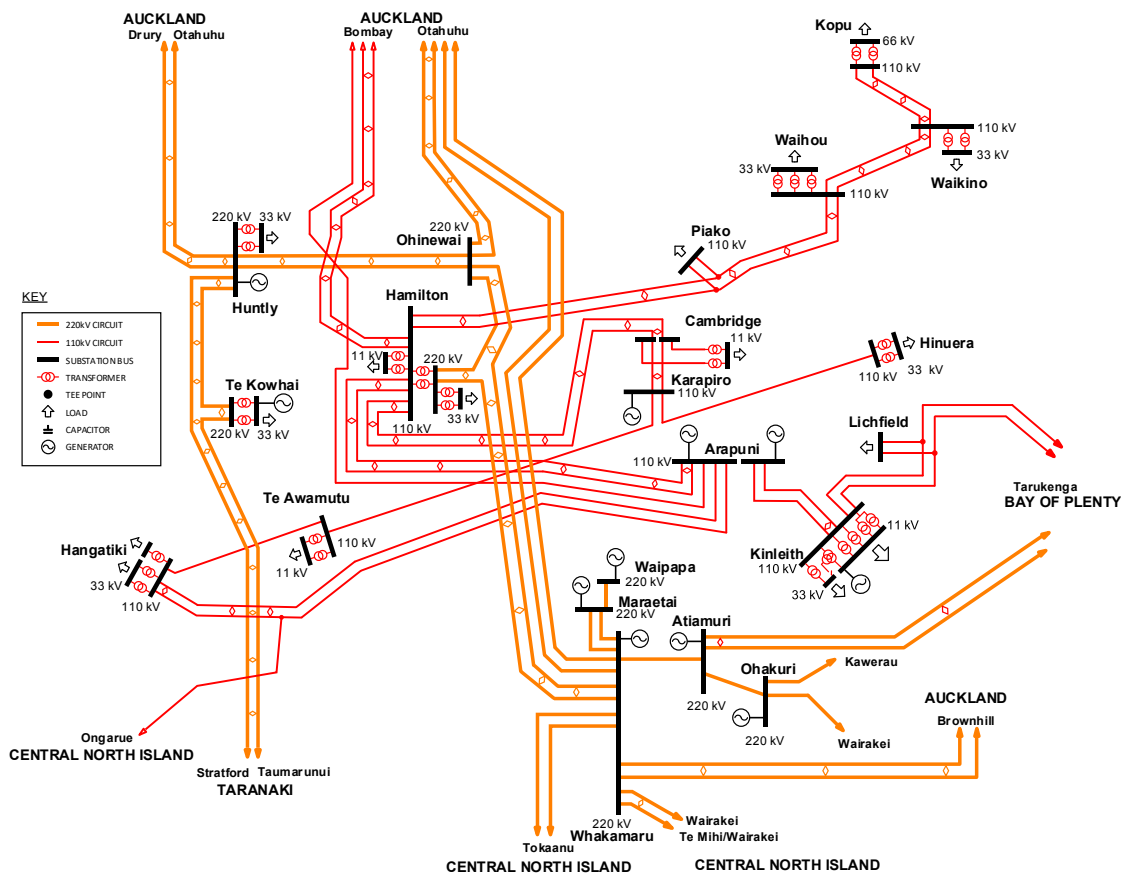 AUCKLAND
Drury Otahuhu
AUCKLAND
Bombay
Otahuhu
Kopu
66 kV
110 kV
110 kV
33 kV
Waikino
Waihou
33 kV
110 kV
Piako
110 kV
220 kV 33 kV
Huntly
220 kV
Ohinewai
Hamilton
11 kV
220 kV
33 kV
110 kV
Cambridge
11 kV
Karapiro
110 kV
Hinuera
110 kV
33 kV
KEY
220kV CIRCUIT
110kV CIRCUIT
SUBSTATION BUS
TRANSFORMER
TEE POINT
LOAD
CAPACITOR
GENERATOR
Te Kowhai
220 kV 33 kV
Lichfield
Arapuni
110 kV
Tarukenga
BAY OF PLENTY
Te Awamutu
110 kV
11 kV
Hangatiki
33 kV
110 kV
11 kV
Kinleith
110 kV
33 kV
Waipapa
220 kV
Maraetai
220 kV
Atiamuri
220 kV
Ohakuri
220 kV
Kawerau
Wairakei
AUCKLAND
Brownhill
Ongarue
CENTRAL NORTH ISLAND
Stratford Taumarunui
TARANAKI
220 kV
Whakamaru
Wairakei
Te Mihi/Wairakei
CENTRAL NORTH ISLAND
Tokaanu
CENTRAL NORTH ISLAND